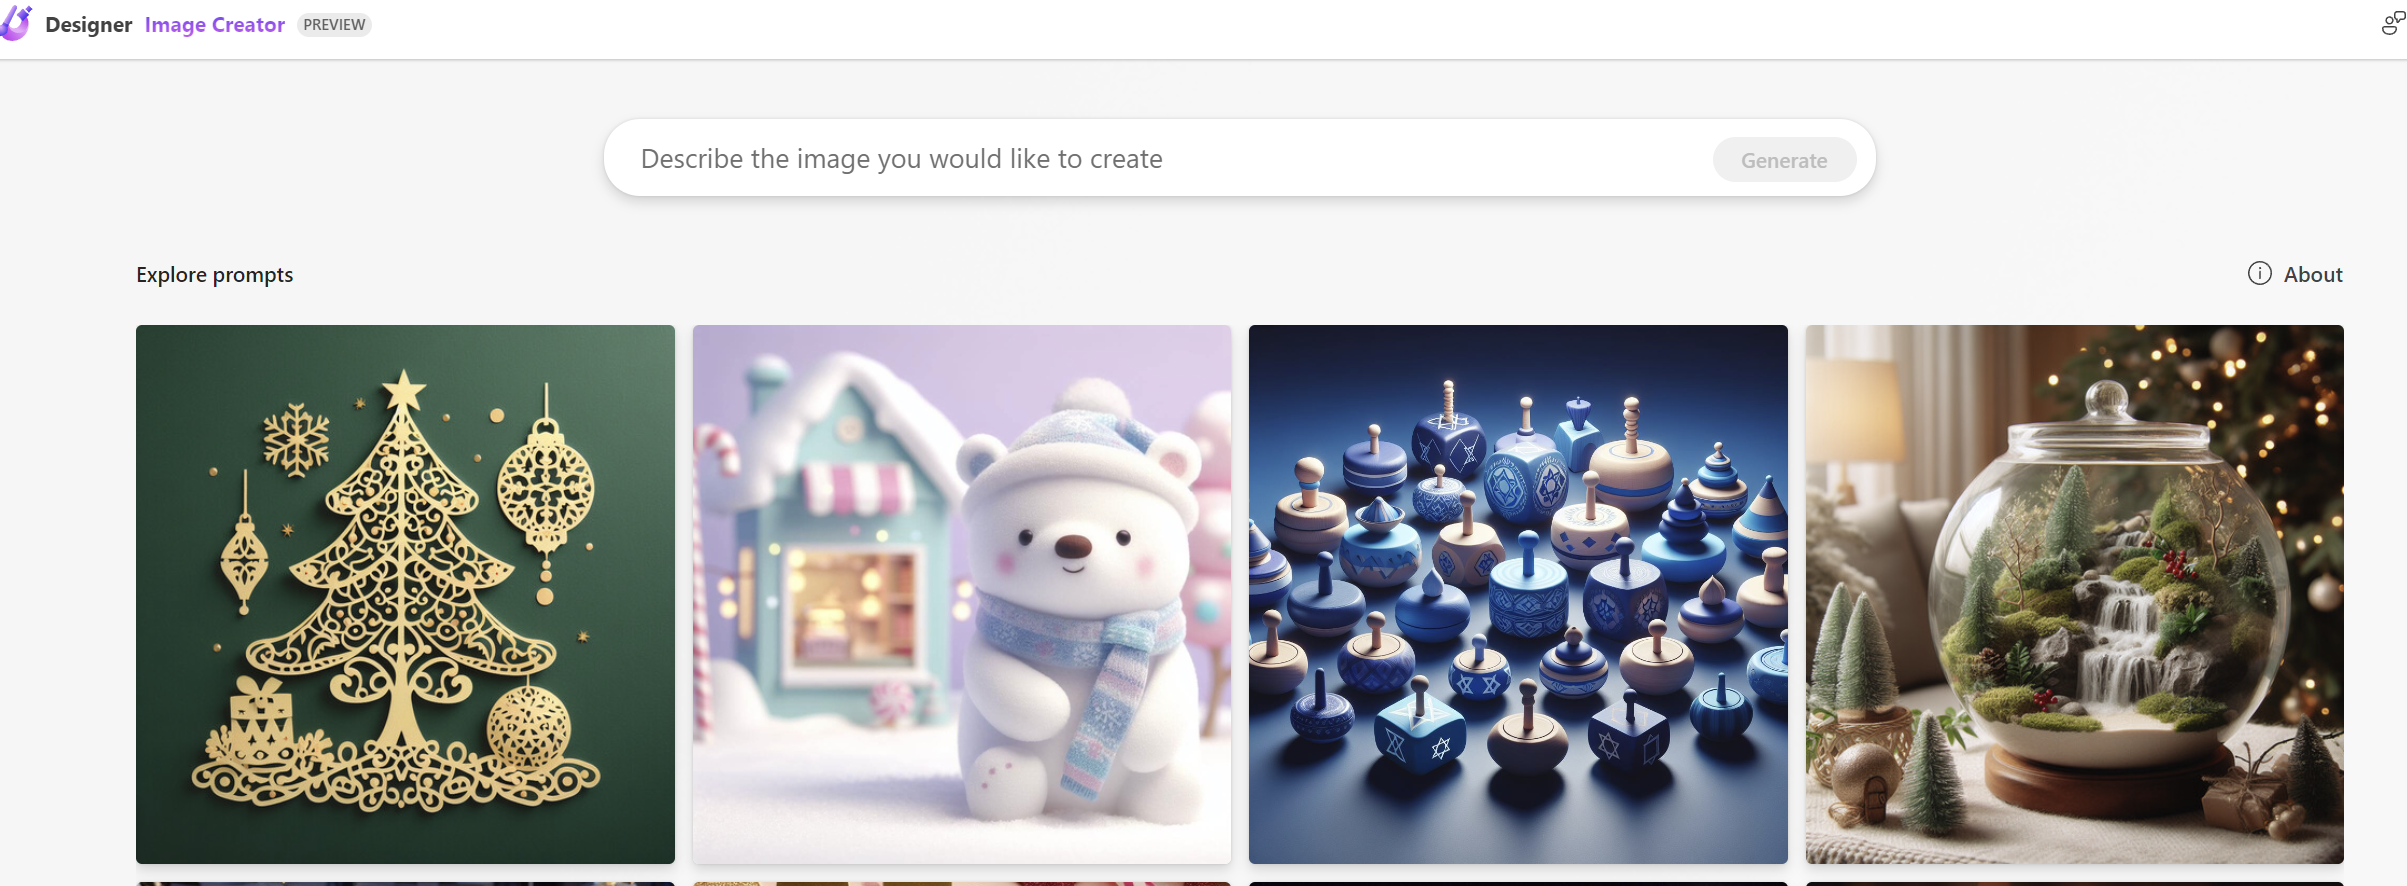 Designer Image Creator PREVIEW
Describe the image you would like to create
Generate
Explore prompts
About